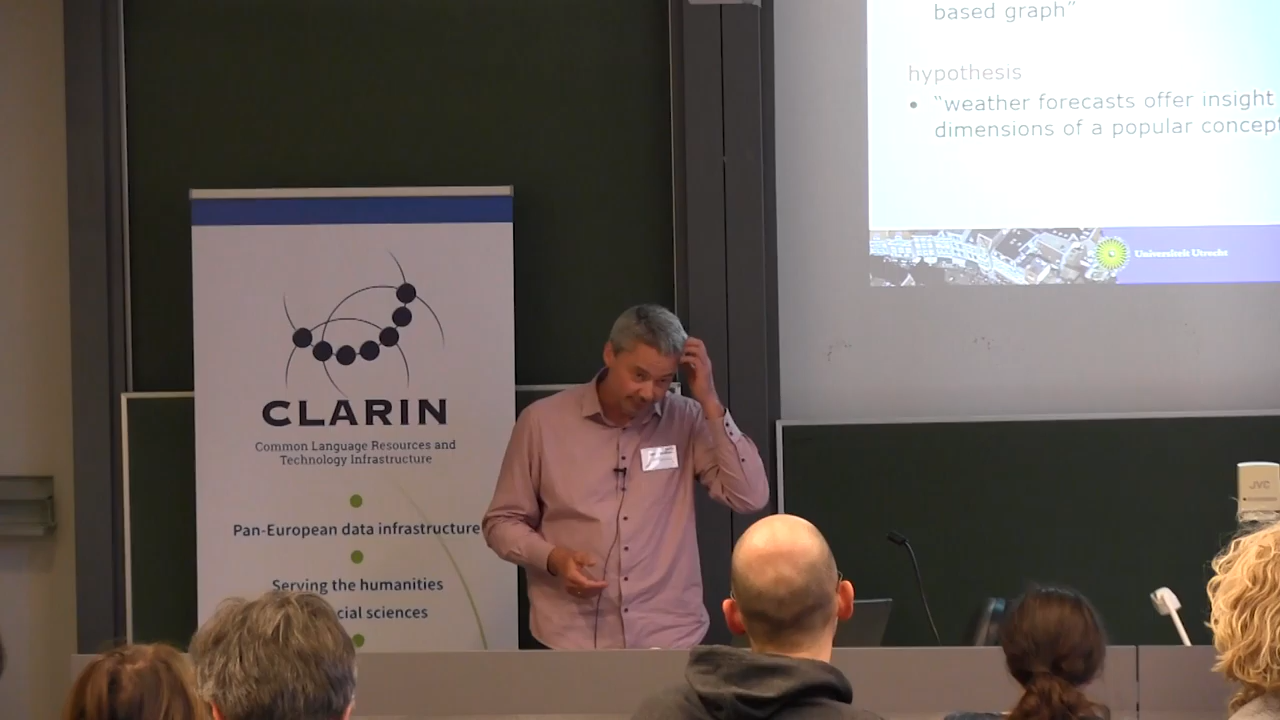 based graph”
hypothesis
• “weather forecasts offer insight
dimensions of a popular concept
Universiteit Utrecht
CLARIN
Common Language Resources and
Technology Infrastructure
Pan-European data infrastructure
Serving the humanities
cial sciences
JVC